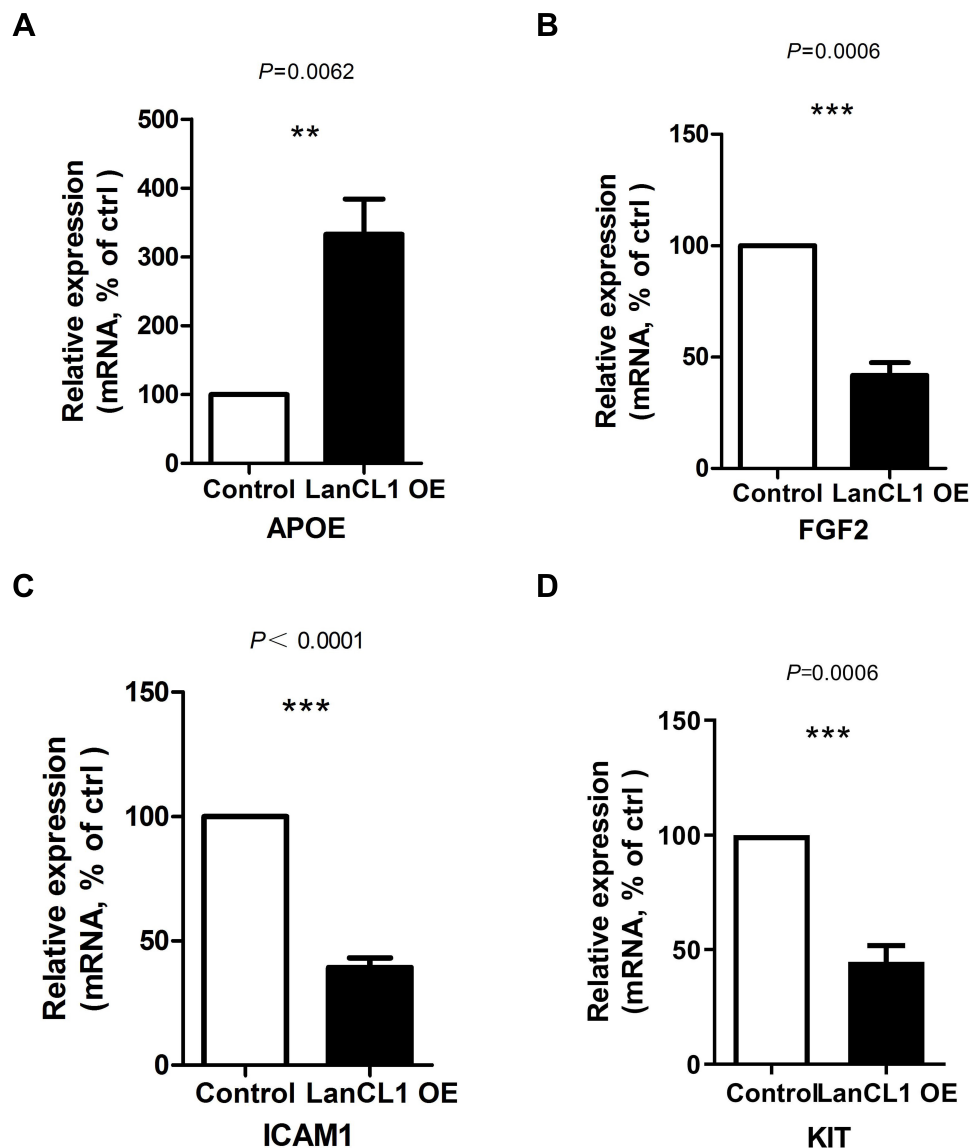 A
P=0.0062
**
500
400
300
200
100
0
Relative expression
(mRNA, % of ctrl )
Control LanCL1 OE
APOE
B
P=0.0006
***
150
100
50
0
Relative expression
(mRNA, % of ctrl )
Control LanCL1 OE
FGF2
C
P< 0.0001
***
150
100
50
0
Relative expression
(mRNA, % of ctrl )
Control LanCL1 OE
ICAM1
D
P=0.0006
***
150
100
50
0
Relative expression
(mRNA, % of ctrl )
ControlLanCL1 OE
KIT